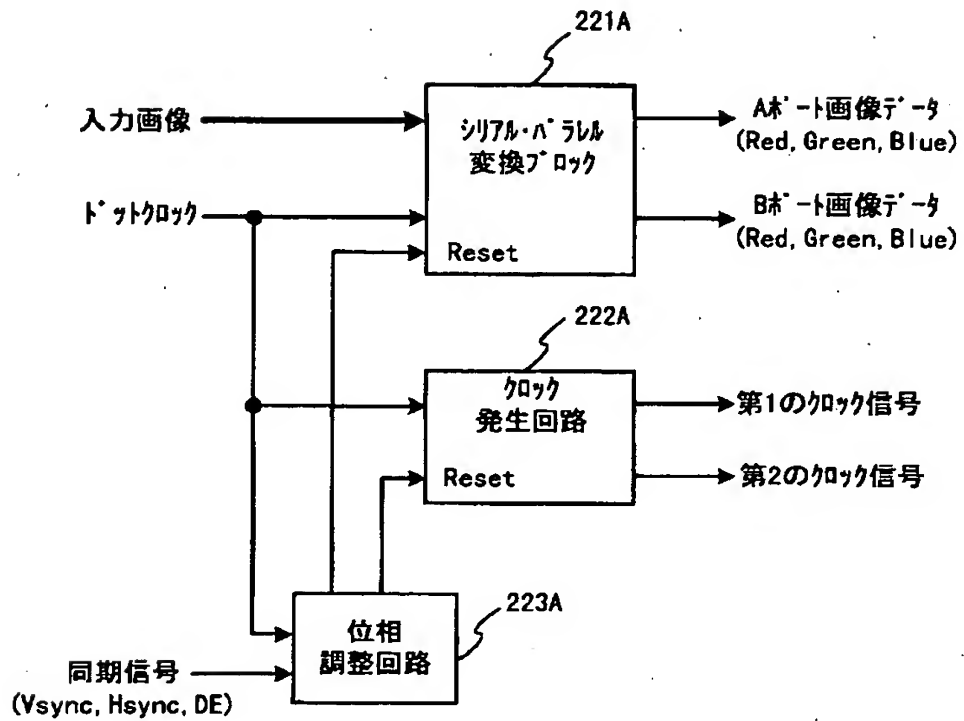 221A
入力画像
ｼﾘｱﾙ･ﾊﾟﾗﾚﾙ
変換ﾌﾞﾛｯｸ
Aﾎﾟｰﾄ画像ﾃﾞｰﾀ
(Red, Green, Blue)
ﾄﾞｯﾄｸﾛｯｸ
Reset
Bﾎﾟｰﾄ画像ﾃﾞｰﾀ
(Red, Green, Blue)
222A
ｸﾛｯｸ
発生回路
Reset
第1のｸﾛｯｸ信号
第2のｸﾛｯｸ信号
223A
位相
調整回路
同期信号
(Vsync, Hsync, DE)